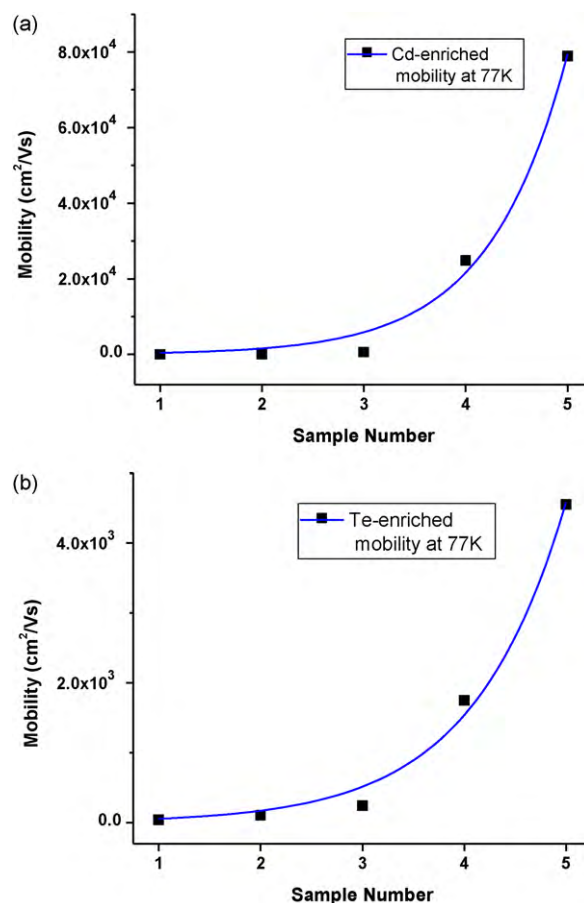 (a)
Mobility (cm²/Vs)
8.0x10⁴
6.0x10⁴
4.0x10⁴
2.0x10⁴
0.0
Cd-enriched
mobility at 77K
1 2 3 4 5
Sample Number
(b)
Mobility (cm²/Vs)
4.0x10³
2.0x10³
0.0
Te-enriched
mobility at 77K
1 2 3 4 5
Sample Number